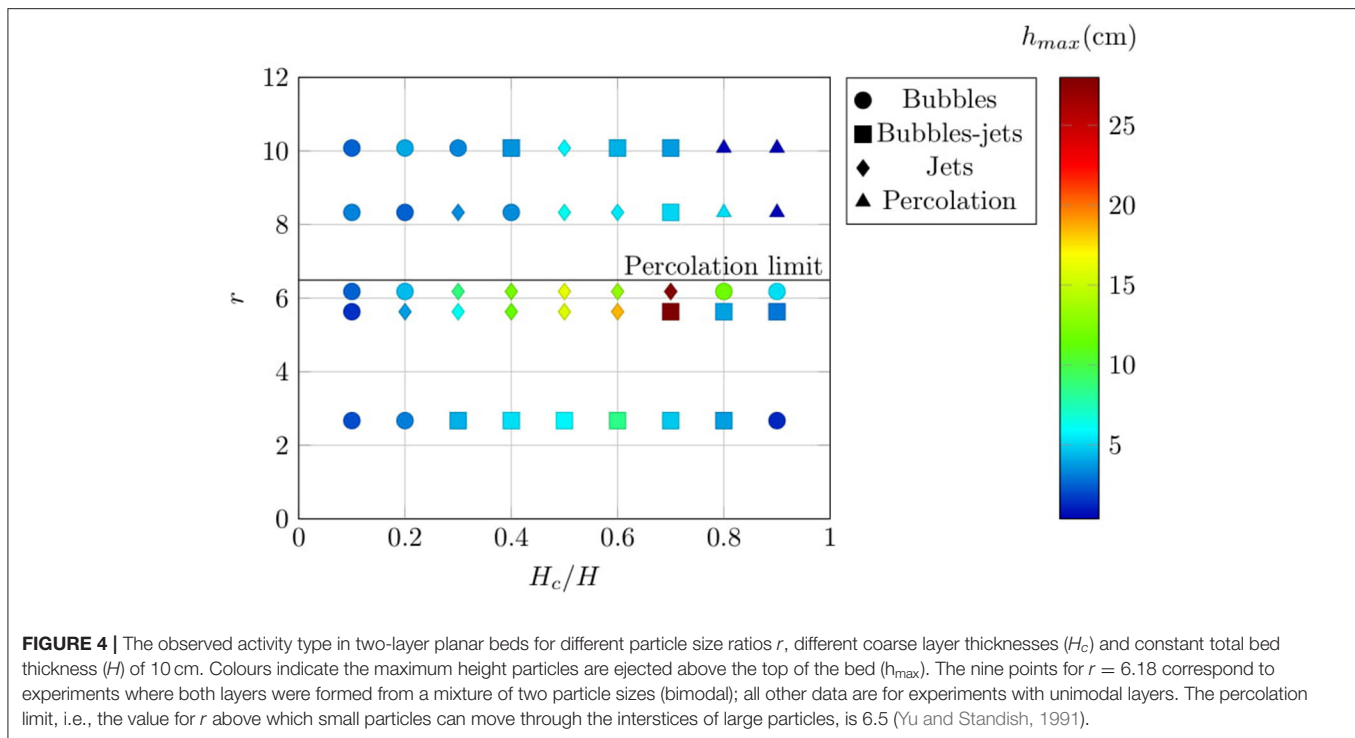 h_max(cm)
12
10
8
6
4
2
0
r
0
0.2
0.4
0.6
0.8
1
H_c/H
Percolation limit
Bubbles
Bubbles-jets
Jets
Percolation
25
20
15
10
5
FIGURE 4 | The observed activity type in two-layer planar beds for different particle size ratios r, different coarse layer thicknesses (H_c) and constant total bed
thickness (H) of 10 cm. Colours indicate the maximum height particles are ejected above the top of the bed (h_max). The nine points for r = 6.18 correspond to
experiments where both layers were formed from a mixture of two particle sizes (bimodal); all other data are for experiments with unimodal layers. The percolation
limit, i.e., the value for r above which small particles can move through the interstices of large particles, is 6.5 (Yu and Standish, 1991).